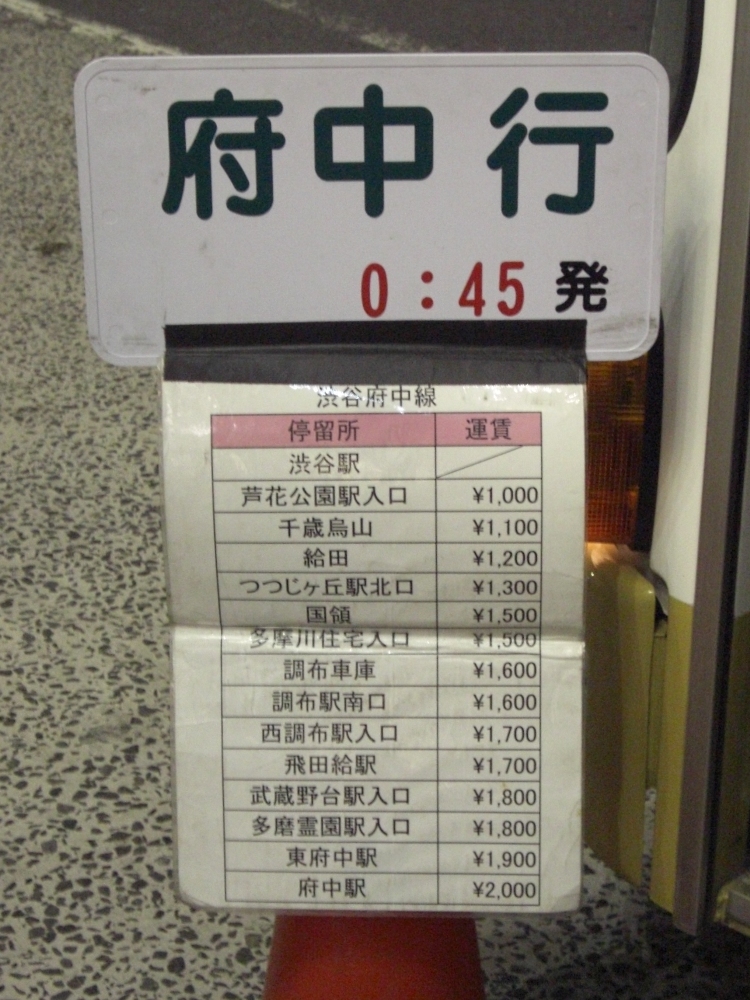 府中 行
0:45 発
渋谷府中線
停留所 運賃
渋谷駅
芦花公園駅入口 ¥1,000
千歳烏山 ¥1,100
給田 ¥1,200
つつじヶ丘駅北口 ¥1,300
国領 ¥1,500
多摩川住宅入口 ¥1,500
調布車庫 ¥1,600
調布駅南口 ¥1,600
西調布駅入口 ¥1,700
飛田給駅 ¥1,700
武蔵野台駅入口 ¥1,800
多磨霊園駅入口 ¥1,800
東府中駅 ¥1,900
府中駅 ¥2,000